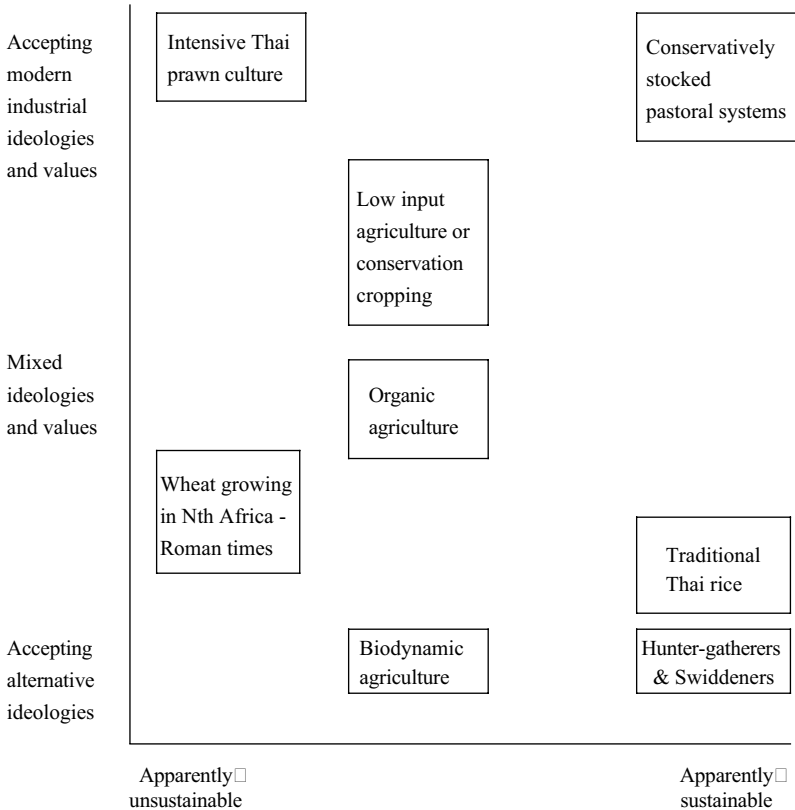 Accepting
modern
industrial
ideologies
and values
Intensive Thai
prawn culture
Conservatively
stocked
pastoral systems
Low input
agriculture or
conservation
cropping
Mixed
ideologies
and values
Organic
agriculture
Wheat growing
in Nth Africa -
Roman times
Traditional
Thai rice
Accepting
alternative
ideologies
Biodynamic
agriculture
Hunter-gatherers
& Swiddeners
Apparently□
unsustainable
Apparently□
sustainable